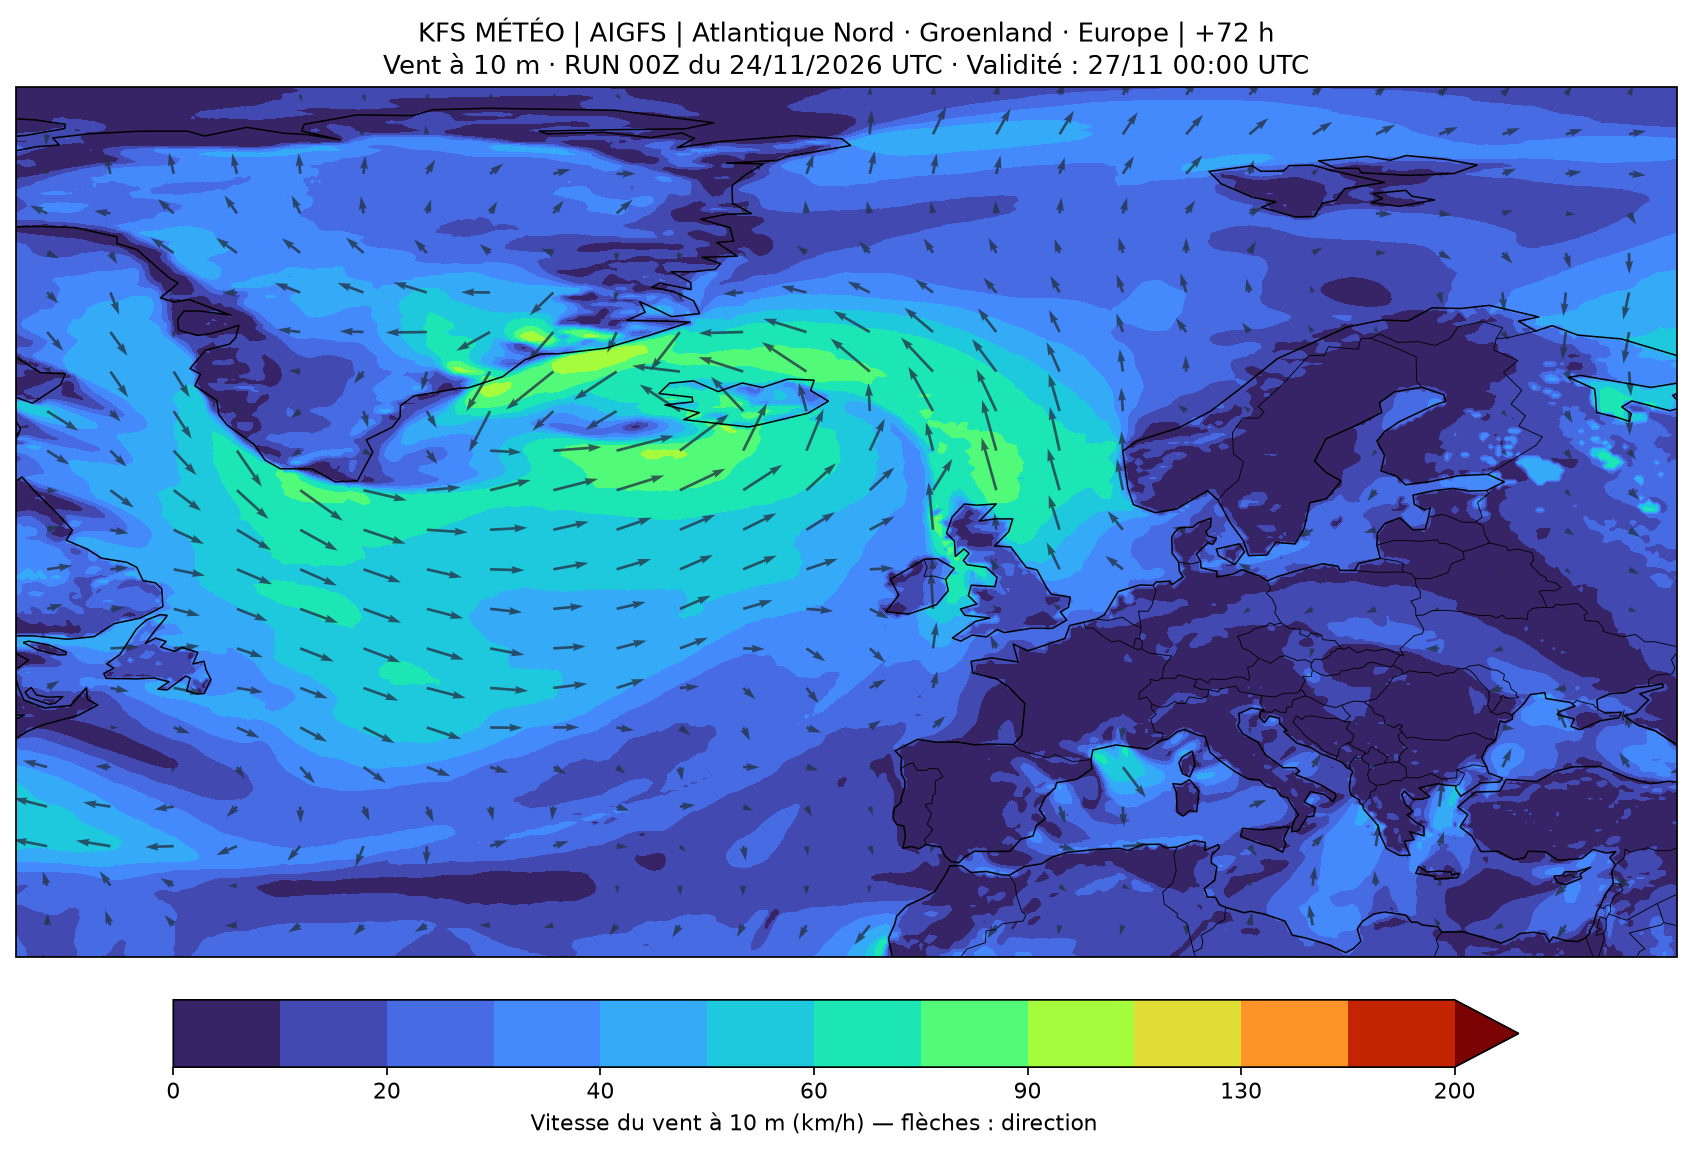 KFS MÉTÉO | AIGFS | Atlantique Nord · Groenland · Europe | +72 h
Vent à 10 m · RUN 00Z du 24/11/2026 UTC · Validité : 27/11 00:00 UTC
0 20 40 60 90 130 200
Vitesse du vent à 10 m (km/h) — flèches : direction